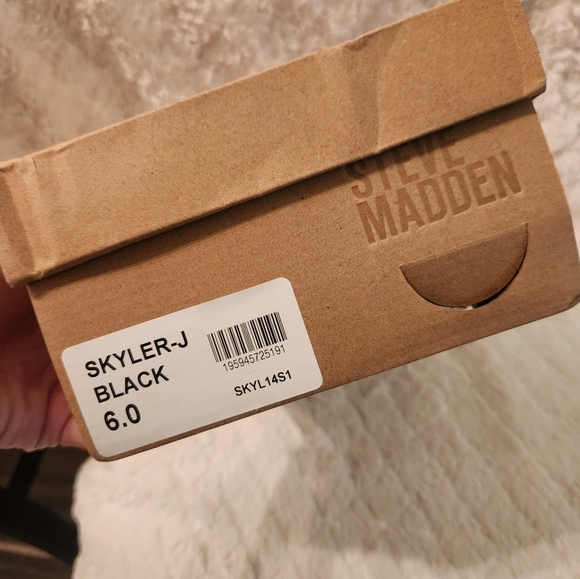 STEVE
MADDEN
SKYLER-J
BLACK
6.0
195945725191
SKYL14S1